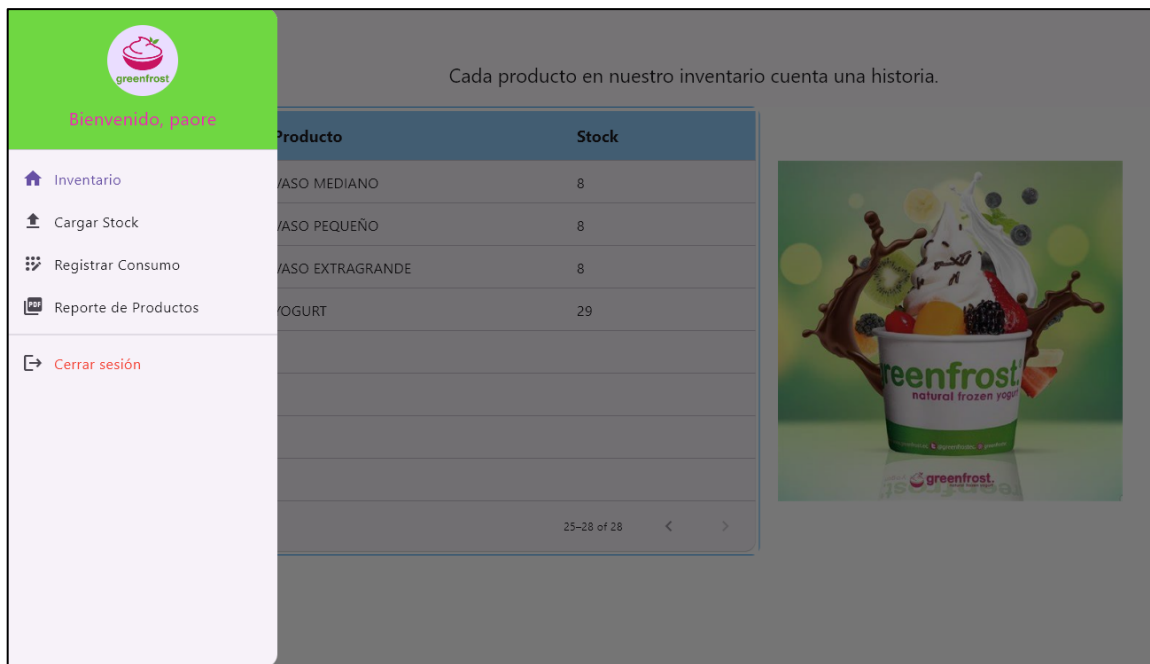 greenfrost
Bienvenido, paore
Inventario
Cargar Stock
Registrar Consumo
PDF
Reporte de Productos
Cerrar sesión
Cada producto en nuestro inventario cuenta una historia.
Producto Stock
VASO MEDIANO 8
VASO PEQUEÑO 8
VASO EXTRAGRANDE 8
YOGURT 29
25–28 of 28
reenfrost.
natural frozen yogurt
greenfrost.